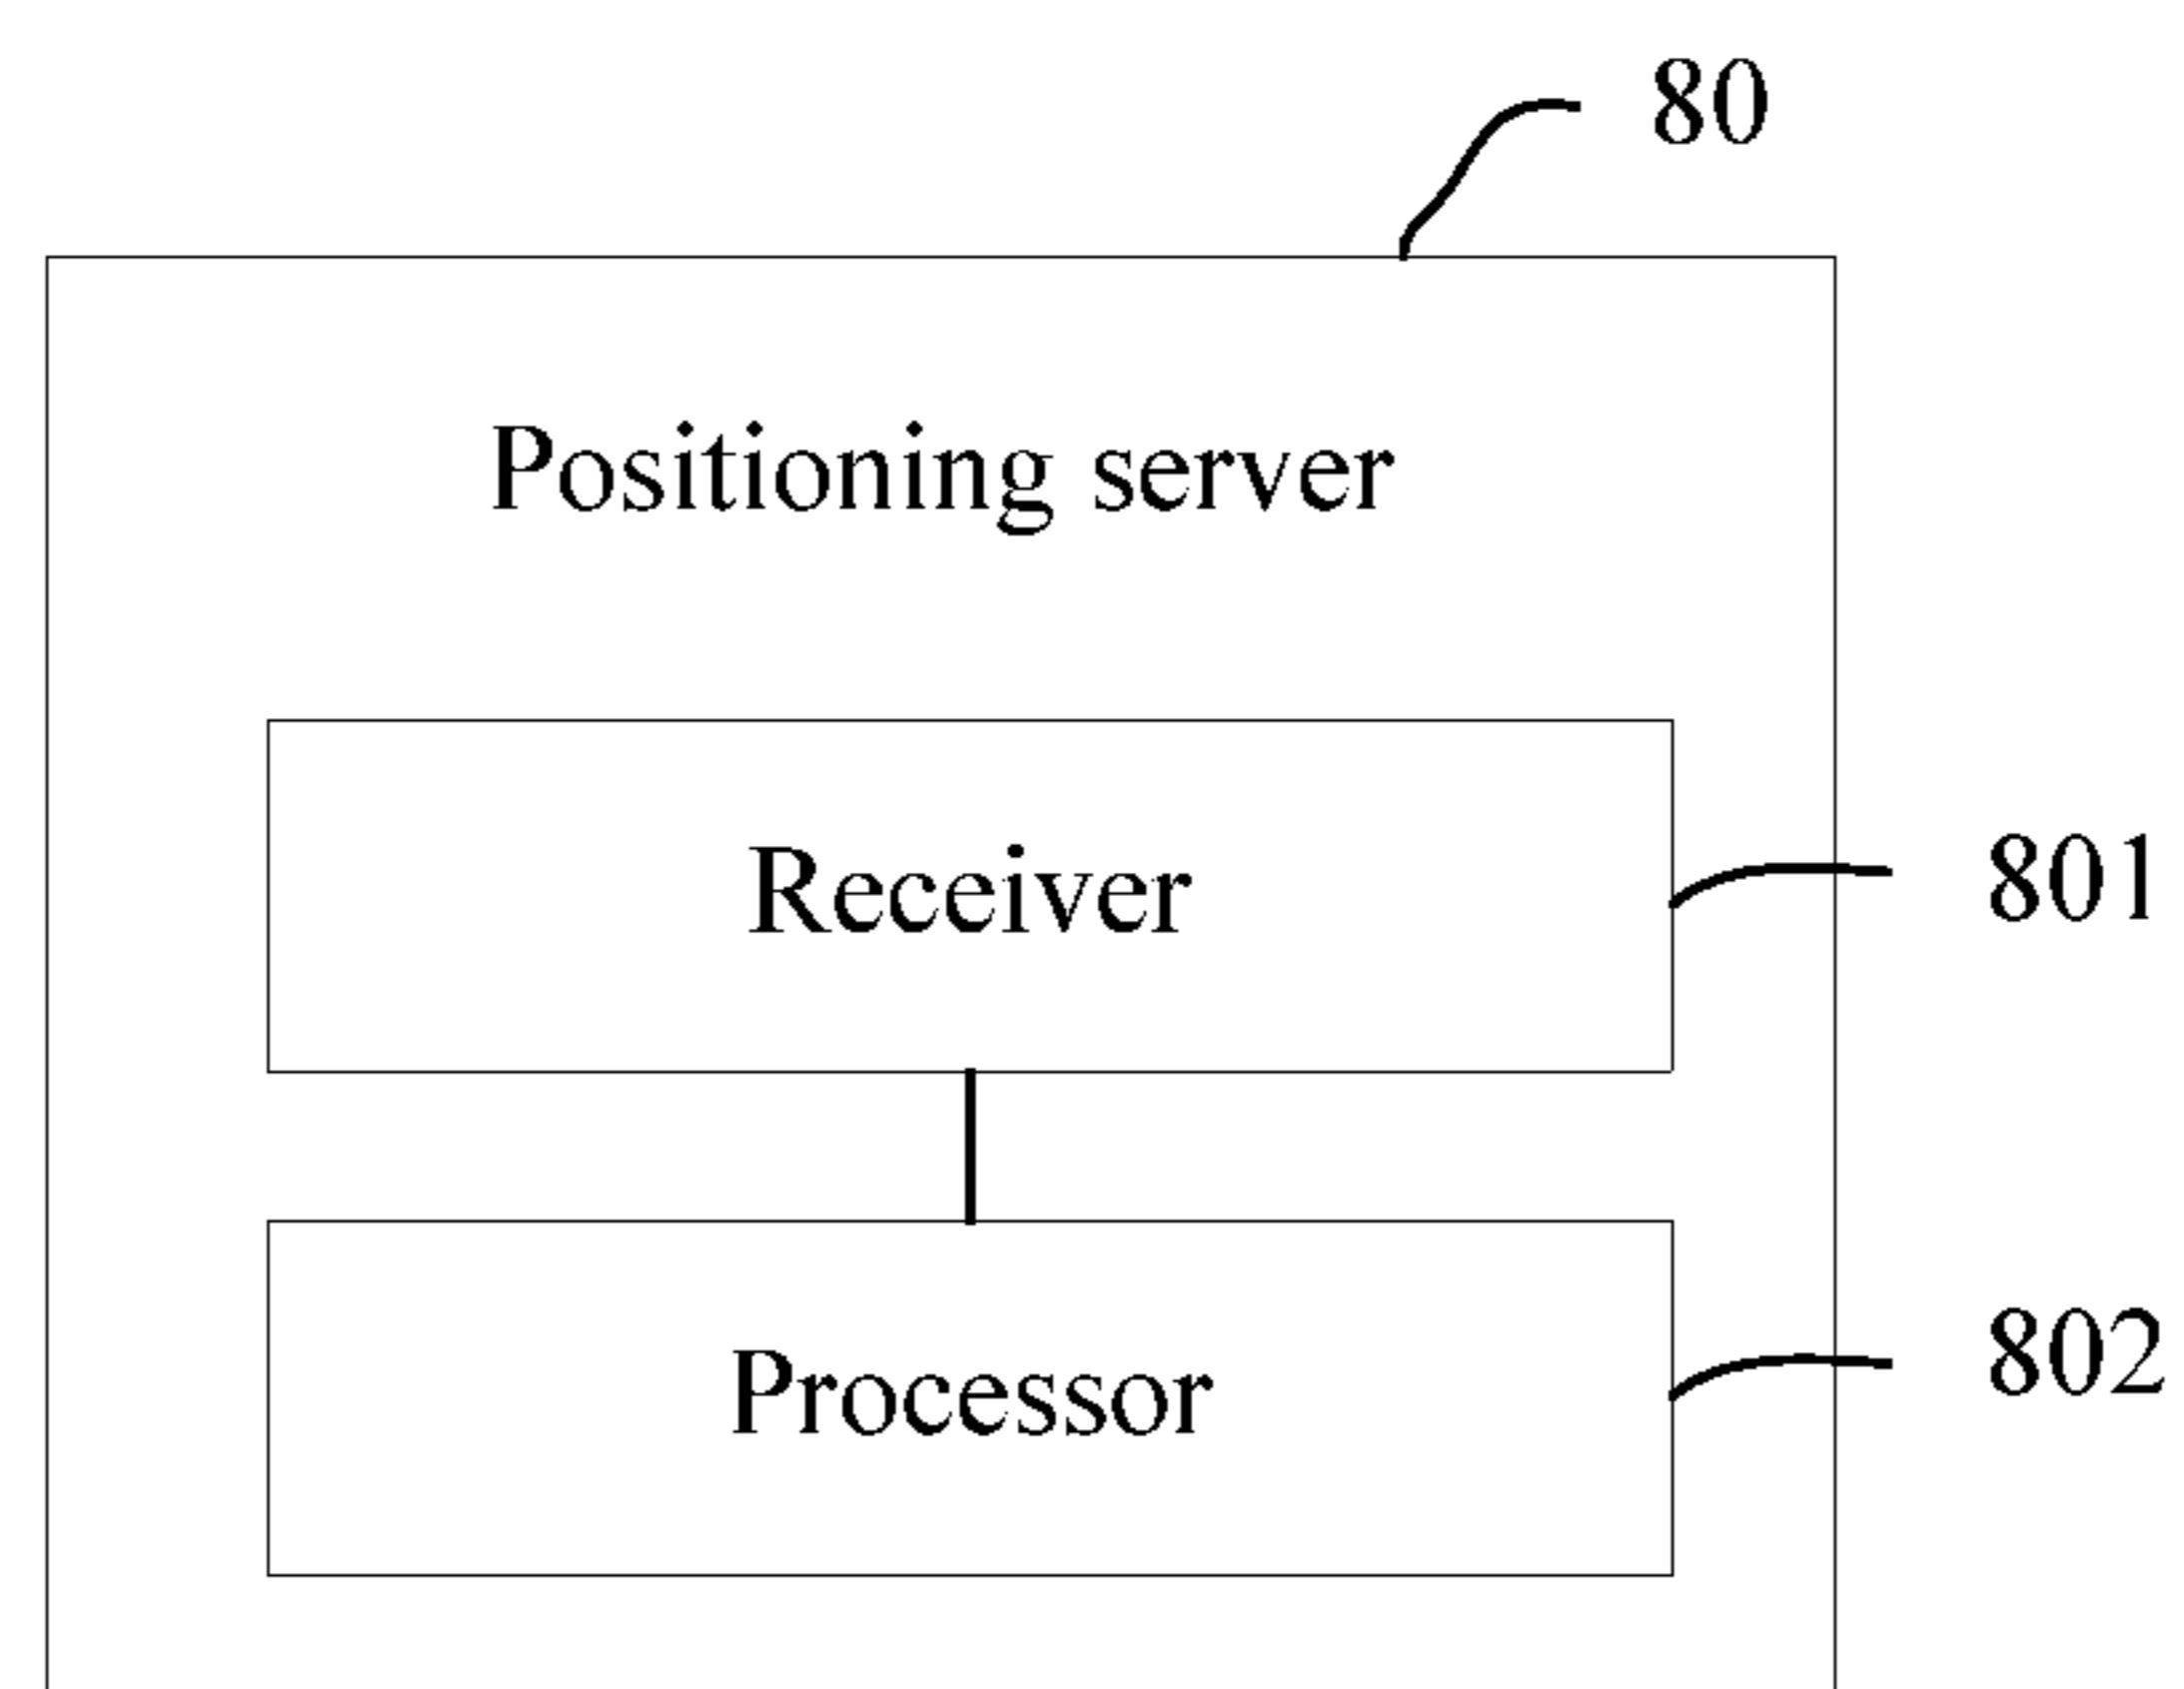 80
Positioning server
Receiver
801
Processor
802